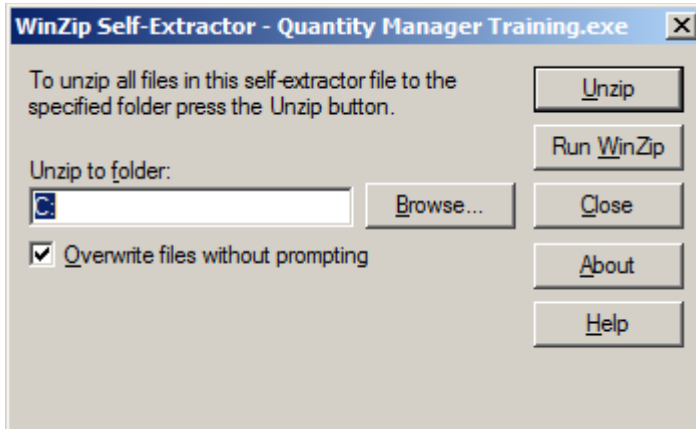 WinZip Self-Extractor - Quantity Manager Training.exe
To unzip all files in this self-extractor file to the
specified folder press the Unzip button.
Unzip to folder:
C:
Browse...
Overwrite files without prompting
Unzip
Run WinZip
Close
About
Help